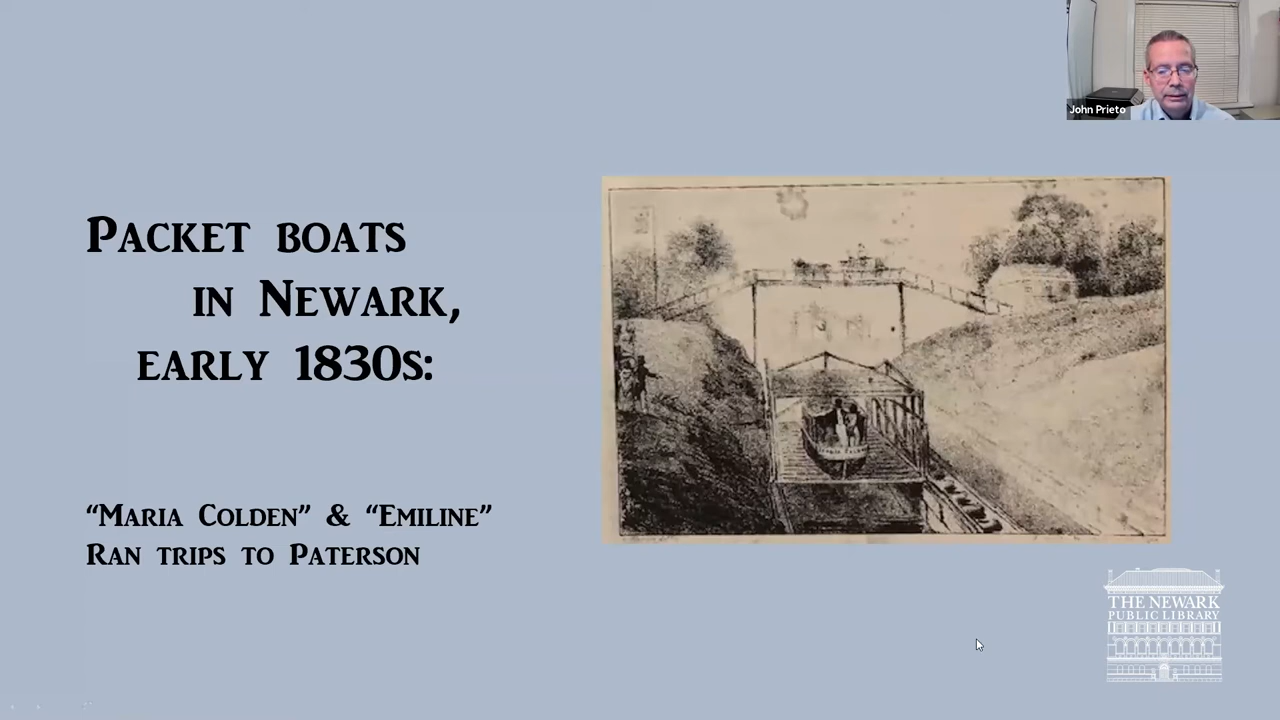 John Prieto
Packet boats
in Newark,
early 1830s:
“Maria Colden” & “Emiline”
Ran trips to Paterson
THE NEWARK
PUBLIC LIBRARY